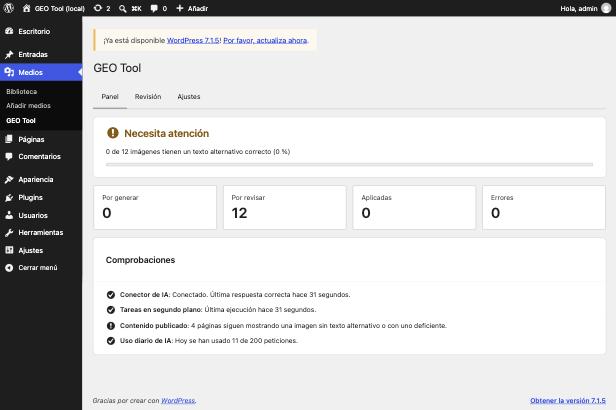 GEO Tool (local) 2 ⌘K 0 Añadir Hola, admin
Escritorio
Entradas
Medios
Biblioteca
Añadir medios
GEO Tool
Páginas
Comentarios
Apariencia
Plugins
Usuarios
Herramientas
Ajustes
Cerrar menú
¡Ya está disponible WordPress 7.1.5! Por favor, actualiza ahora.
GEO Tool
Panel Revisión Ajustes
Necesita atención
0 de 12 imágenes tienen un texto alternativo correcto (0 %)
Por generar
0
Por revisar
12
Aplicadas
0
Errores
0
Comprobaciones
Conector de IA: Conectado. Última respuesta correcta hace 31 segundos.
Tareas en segundo plano: Última ejecución hace 31 segundos.
Contenido publicado: 4 páginas siguen mostrando una imagen sin texto alternativo o con uno deficiente.
Uso diario de IA: Hoy se han usado 11 de 200 peticiones.
Gracias por crear con WordPress. Obtener la versión 7.1.5